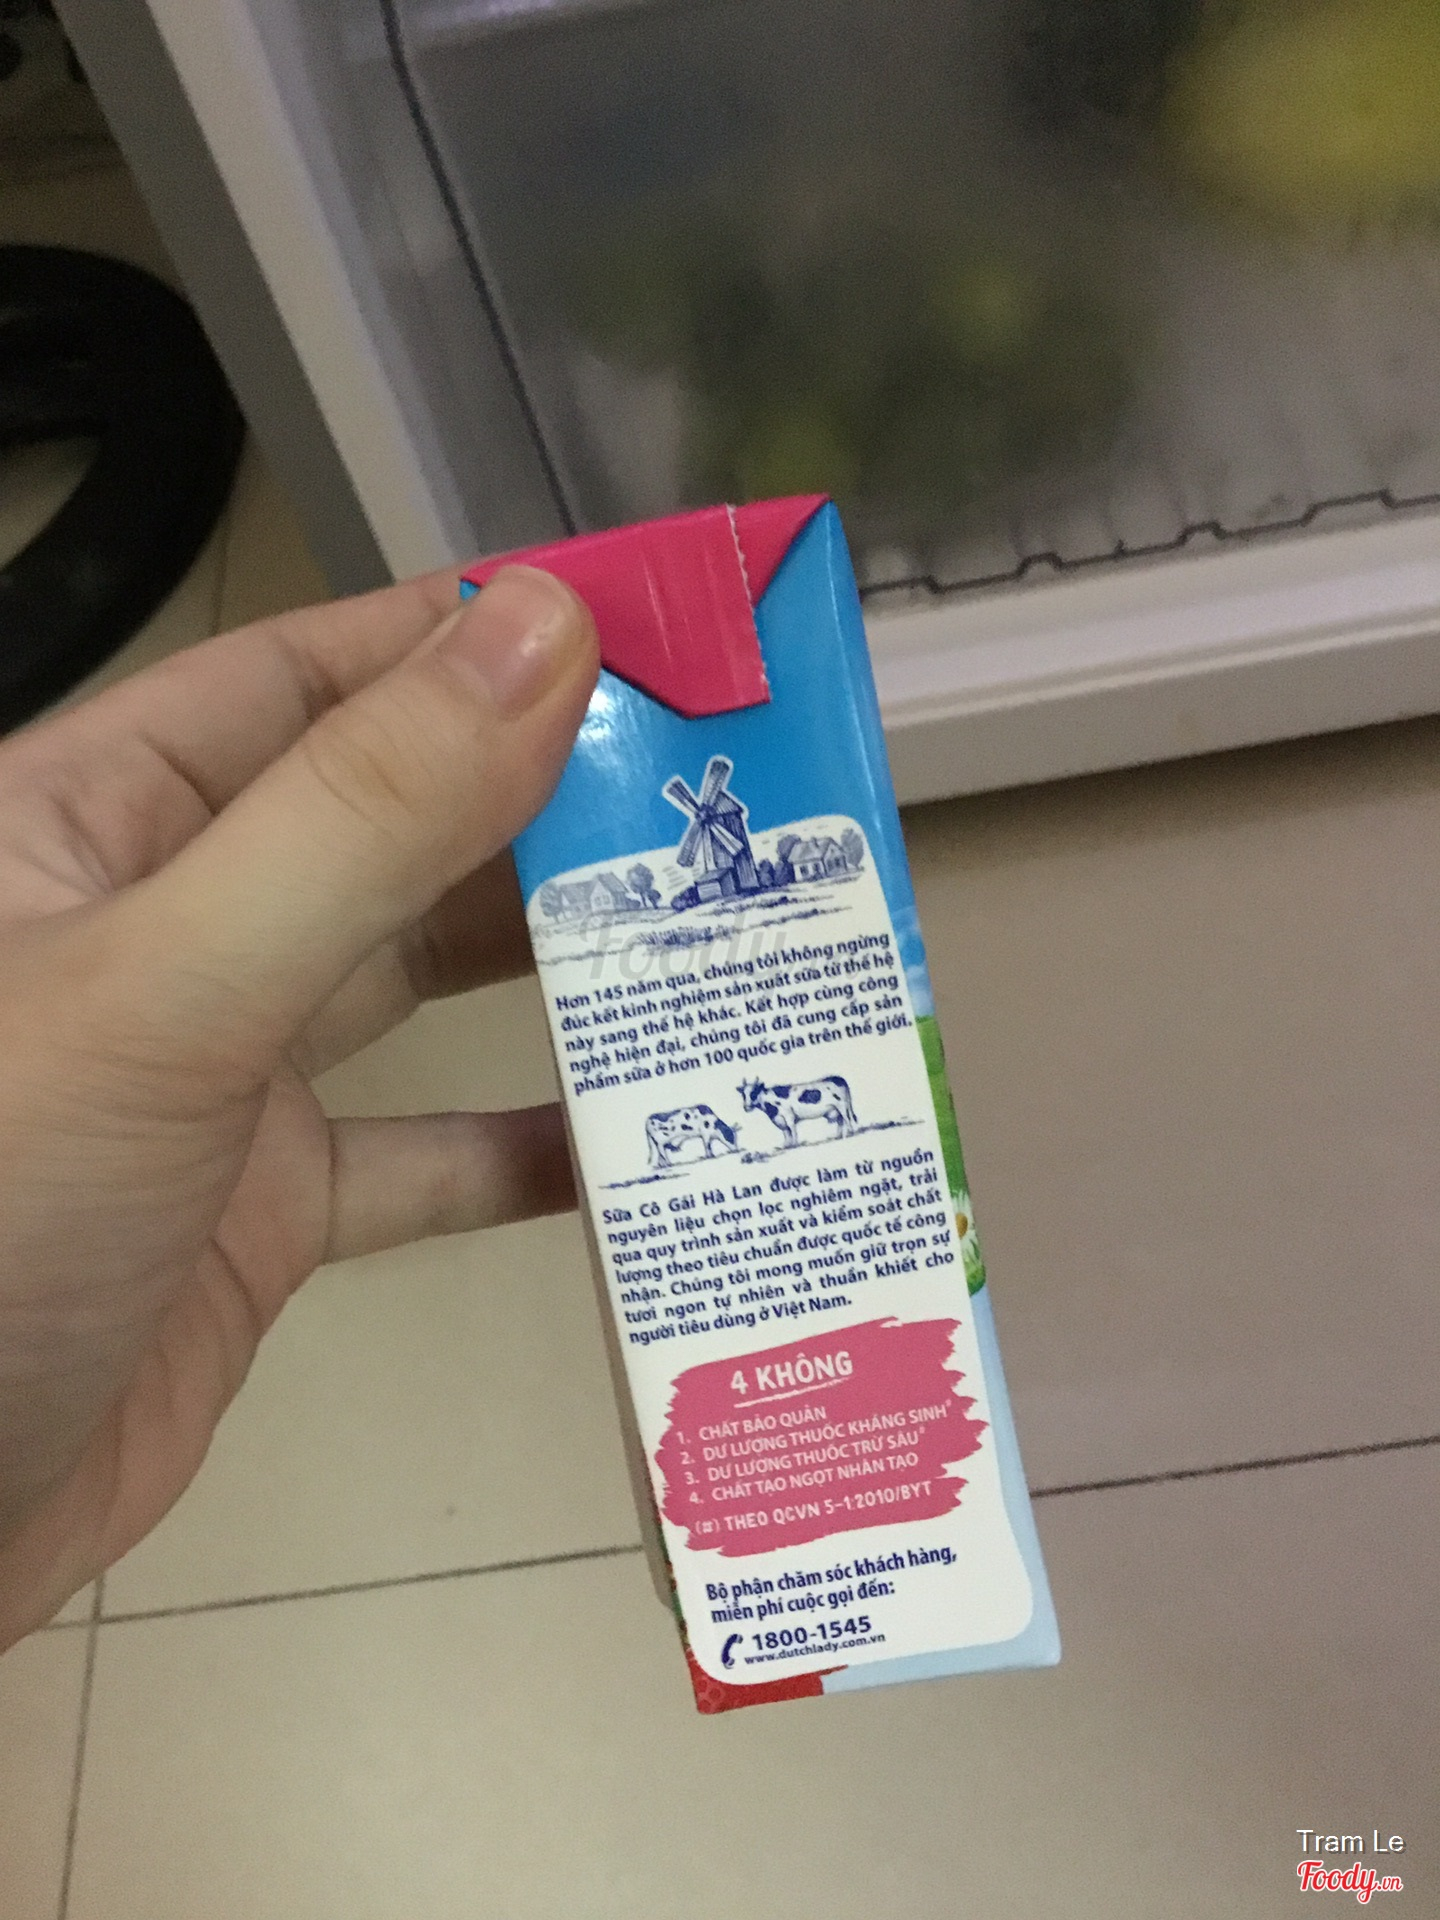 Hơn 145 năm qua, chúng tôi không ngừng
đúc kết kinh nghiệm sản xuất sữa từ thế hệ
này sang thế hệ khác. Kết hợp cùng công
nghệ hiện đại, chúng tôi đã cung cấp sản
phẩm sữa ở hơn 100 quốc gia trên thế giới.
Sữa Cô Gái Hà Lan được làm từ nguồn
nguyên liệu chọn lọc nghiêm ngặt, trải
qua quy trình sản xuất và kiểm soát chất
lượng theo tiêu chuẩn được quốc tế công
nhận. Chúng tôi mong muốn giữ trọn sự
tươi ngon tự nhiên và thuần khiết cho
người tiêu dùng ở Việt Nam.
4 KHÔNG
1. CHẤT BẢO QUẢN
2. DƯ LƯỢNG THUỐC KHÁNG SINH#
3. DƯ LƯỢNG THUỐC TRỪ SÂU#
4. CHẤT TẠO NGỌT NHÂN TẠO
(#) THEO QCVN 5-1:2010/BYT
Bộ phận chăm sóc khách hàng,
miễn phí cuộc gọi đến:
1800-1545
www.dutchlady.com.vn
Foody
Tram Le
Foody.vn